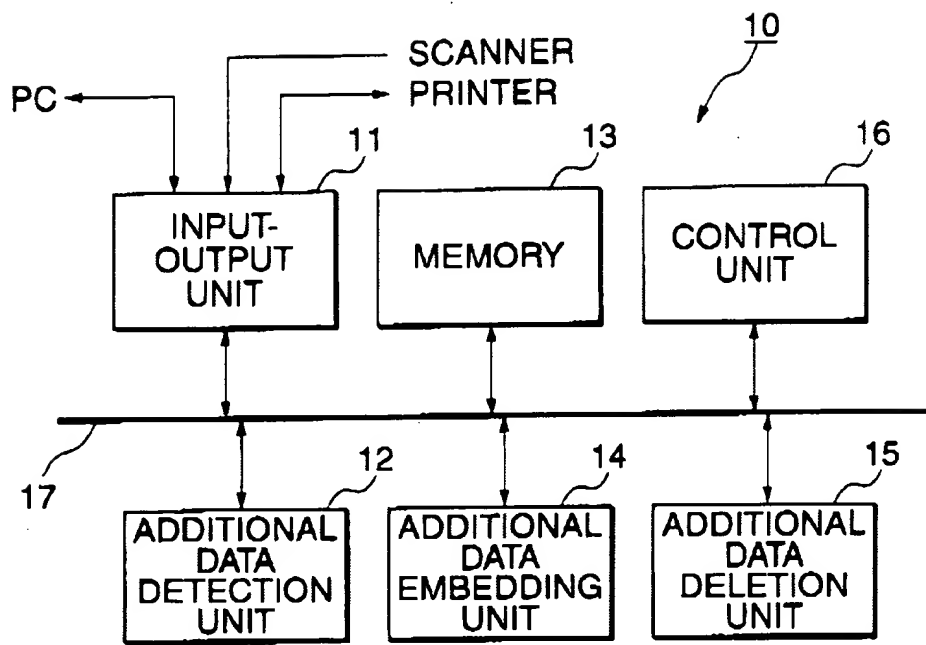 10
SCANNER
PC
PRINTER
11
13
16
INPUT-
OUTPUT
UNIT
MEMORY
CONTROL
UNIT
17
12
14
15
ADDITIONAL
DATA
DETECTION
UNIT
ADDITIONAL
DATA
EMBEDDING
UNIT
ADDITIONAL
DATA
DELETION
UNIT